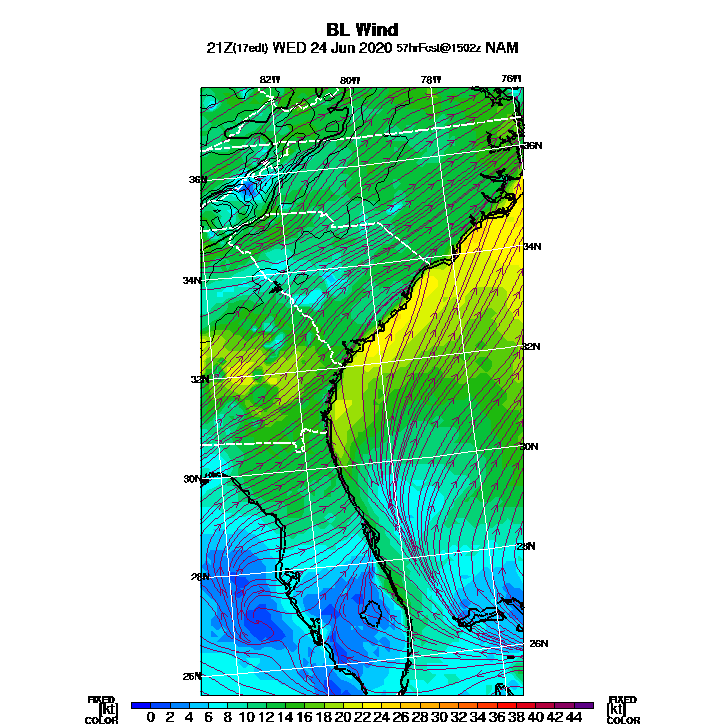 BL Wind
21Z(17edt) WED 24 Jun 2020 57hrFcst@1502z NAM
82W 80W 78W 76W
36N 36N
34N 34N
32N 32N
30N 30N
28N 28N
26N 26N
FIXED FIXED
[kt] 0 2 4 6 8 10 12 14 16 18 20 22 24 26 28 30 32 34 36 38 40 42 44 [kt]
COLOR COLOR